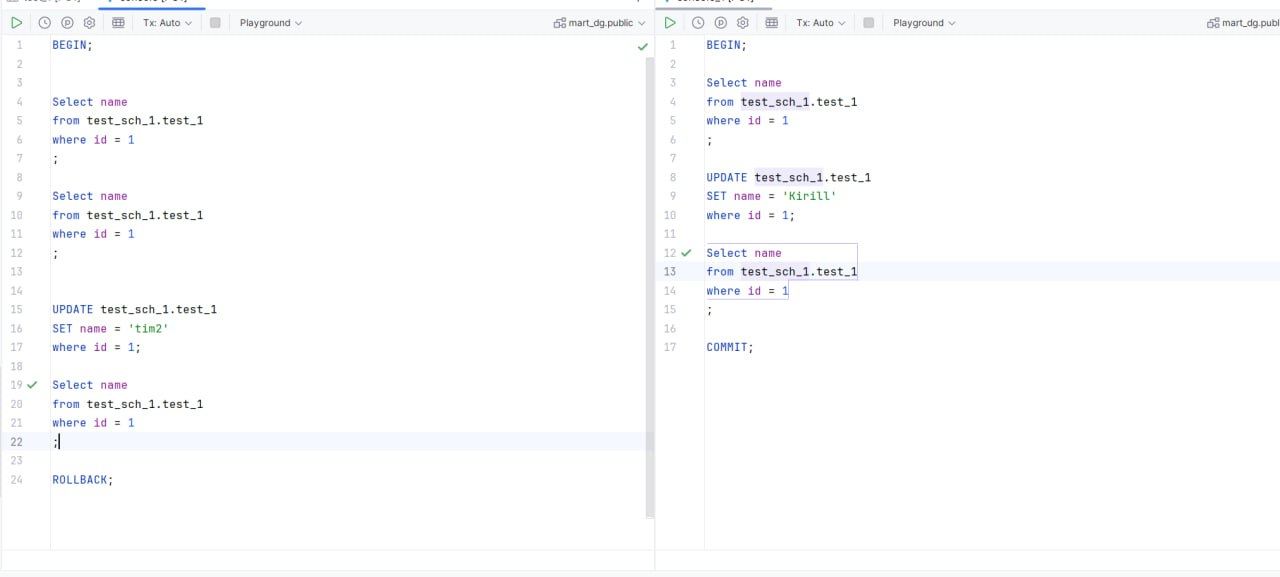 Tx: Auto
Playground
mart_dg.public
1 BEGIN;
2
3
4 Select name
5 from test_sch_1.test_1
6 where id = 1
7 ;
8
9 Select name
10 from test_sch_1.test_1
11 where id = 1
12 ;
13
14
15 UPDATE test_sch_1.test_1
16 SET name = 'tim2'
17 where id = 1;
18
19 Select name
20 from test_sch_1.test_1
21 where id = 1
22 ;
23
24 ROLLBACK;
Tx: Auto
Playground
mart_dg.publ
1 BEGIN;
2
3 Select name
4 from test_sch_1.test_1
5 where id = 1
6 ;
7
8 UPDATE test_sch_1.test_1
9 SET name = 'Kirill'
10 where id = 1;
11
12 Select name
13 from test_sch_1.test_1
14 where id = 1
15 ;
16
17 COMMIT;